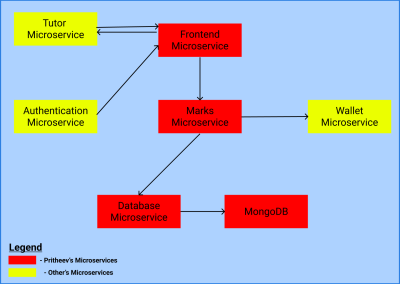 Tutor
Microservice
Frontend
Microservice
Authentication
Microservice
Marks
Microservice
Wallet
Microservice
Database
Microservice
MongoDB
Legend
- Pritheev's Microservices
- Other's Microservices